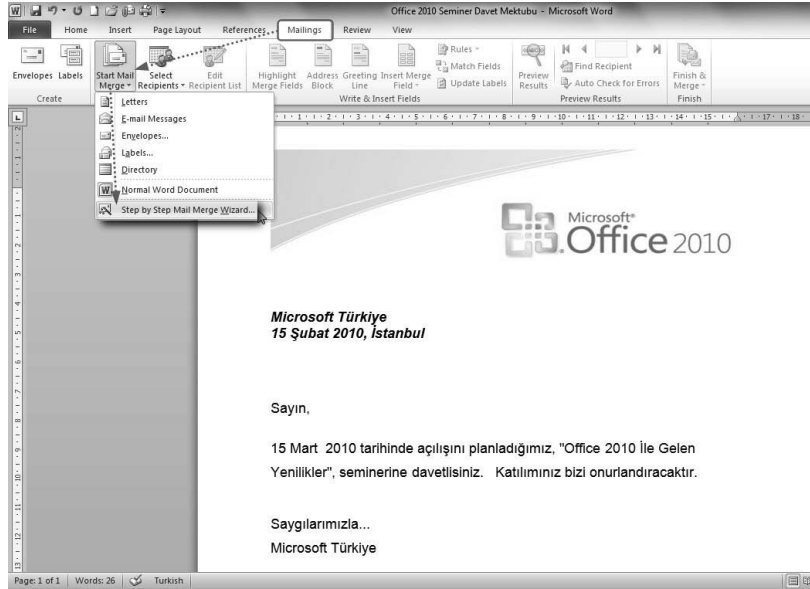 Office 2010 Seminer Davet Mektubu - Microsoft Word
File Home Insert Page Layout References Mailings Review View
Envelopes Labels Start Mail Merge Select Recipients Edit Recipient List Highlight Merge Fields Address Block Greeting Line Insert Merge Field Rules Match Fields Update Labels Preview Results Find Recipient Auto Check for Errors Finish & Merge
Create Write & Insert Fields Preview Results Finish
Letters
E-mail Messages
Envelopes...
Labels...
Directory
Normal Word Document
Step by Step Mail Merge Wizard...
Microsoft®
Office 2010
Microsoft Türkiye
15 Şubat 2010, İstanbul
Sayın,
15 Mart 2010 tarihinde açılışını planladığımız, "Office 2010 İle Gelen
Yenilikler", seminerine davetlisiniz. Katılımınız bizi onurlandıracaktır.
Saygılarımızla...
Microsoft Türkiye
Page: 1 of 1 Words: 26 Turkish